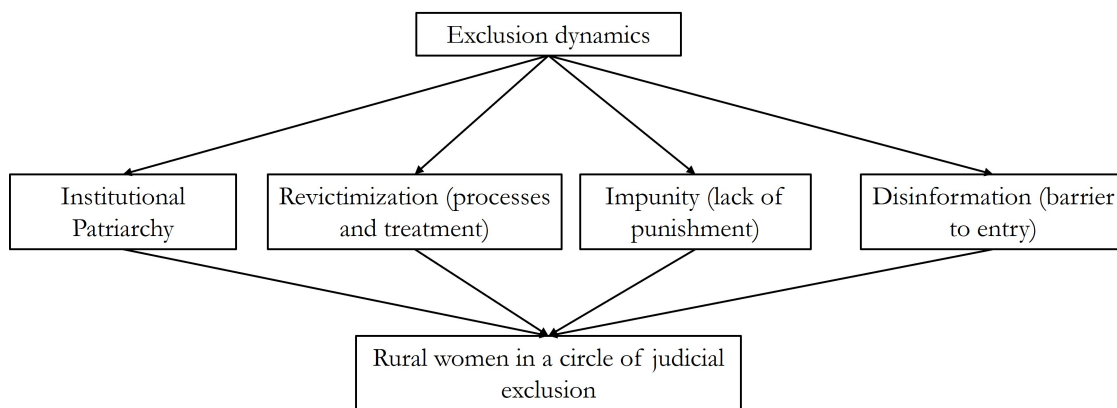 Exclusion dynamics
Institutional
Patriarchy
Revictimization (processes
and treatment)
Impunity (lack of
punishment)
Disinformation (barrier
to entry)
Rural women in a circle of judicial
exclusion